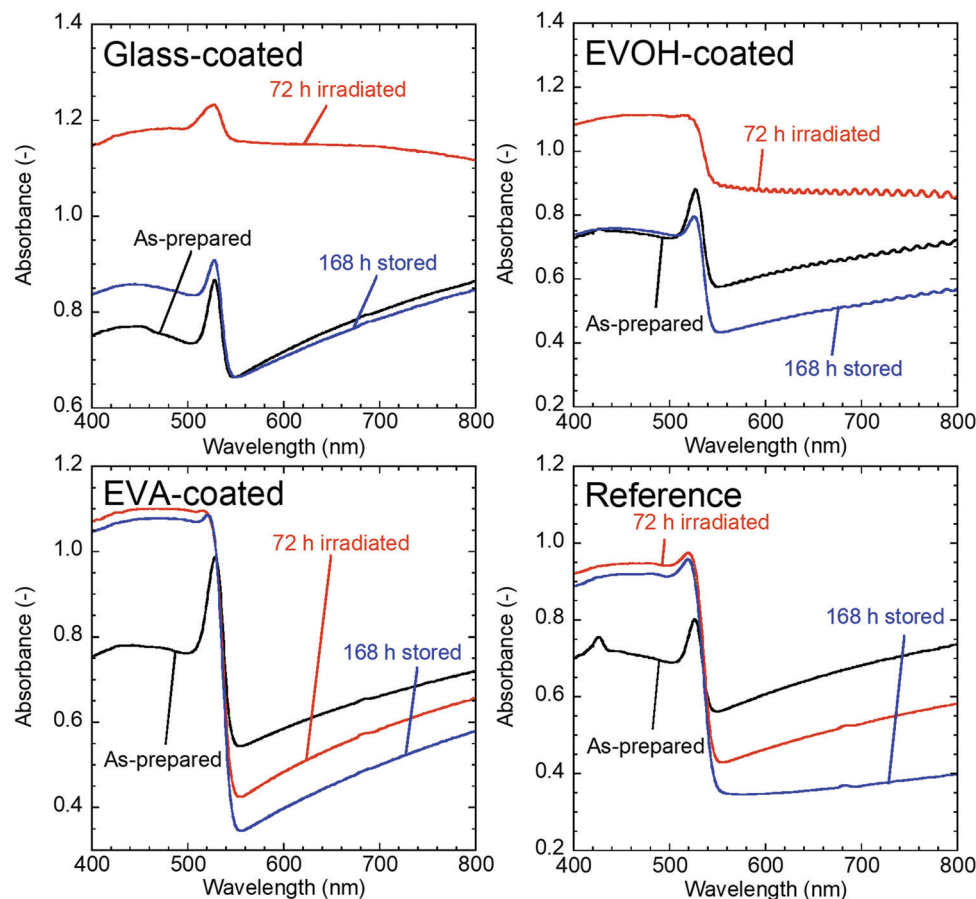 Glass-coated
72 h irradiated
As-prepared
168 h stored
Absorbance (-)
1.4
1.2
1.0
0.8
0.6
400 500 600 700 800
Wavelength (nm)
EVOH-coated
72 h irradiated
As-prepared
168 h stored
Absorbance (-)
1.4
1.2
1.0
0.8
0.6
0.4
0.2
400 500 600 700 800
Wavelength (nm)
EVA-coated
72 h irradiated
168 h stored
As-prepared
Absorbance (-)
1.2
1.0
0.8
0.6
0.4
400 500 600 700 800
Wavelength (nm)
Reference
72 h irradiated
168 h stored
As-prepared
Absorbance (-)
1.2
1.0
0.8
0.6
0.4
0.2
400 500 600 700 800
Wavelength (nm)